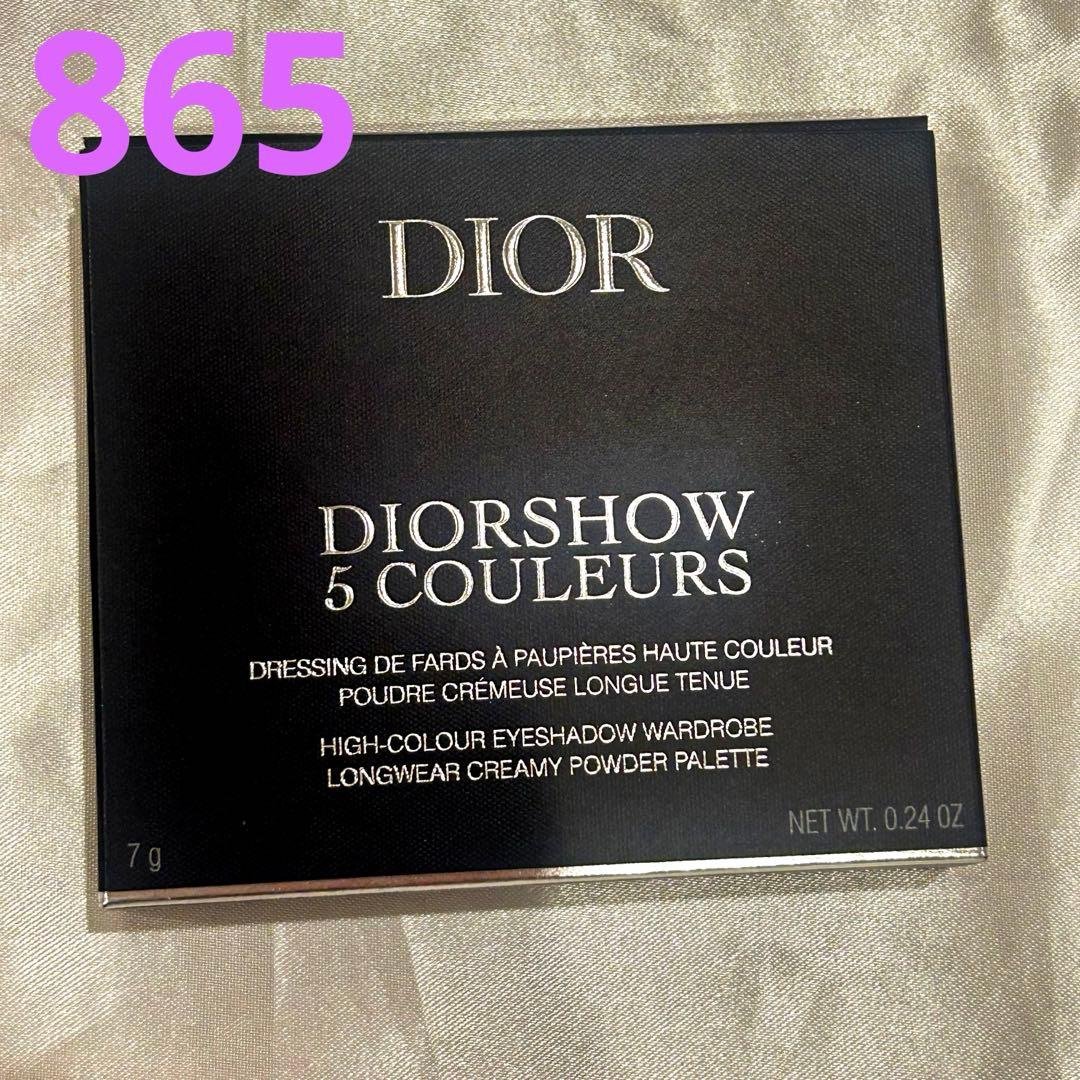 865
DIOR
DIORSHOW
5 COULEURS
DRESSING DE FARDS À PAUPIÈRES HAUTE COULEUR
POUDRE CRÉMEUSE LONGUE TENUE
HIGH-COLOUR EYESHADOW WARDROBE
LONGWEAR CREAMY POWDER PALETTE
NET WT. 0.24 OZ
7 g